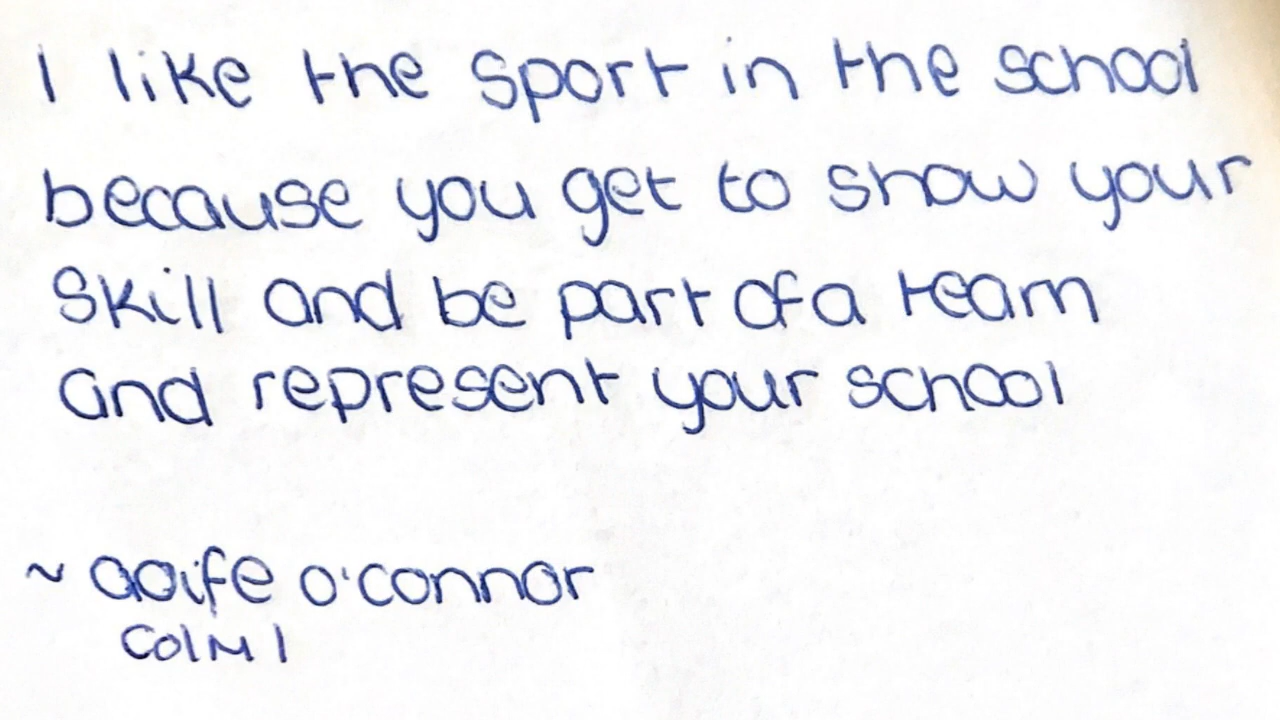 I like the sport in the school
because you get to show your
skill and be part of a team
and represent your school
~ aoife o'connor
Colm 1